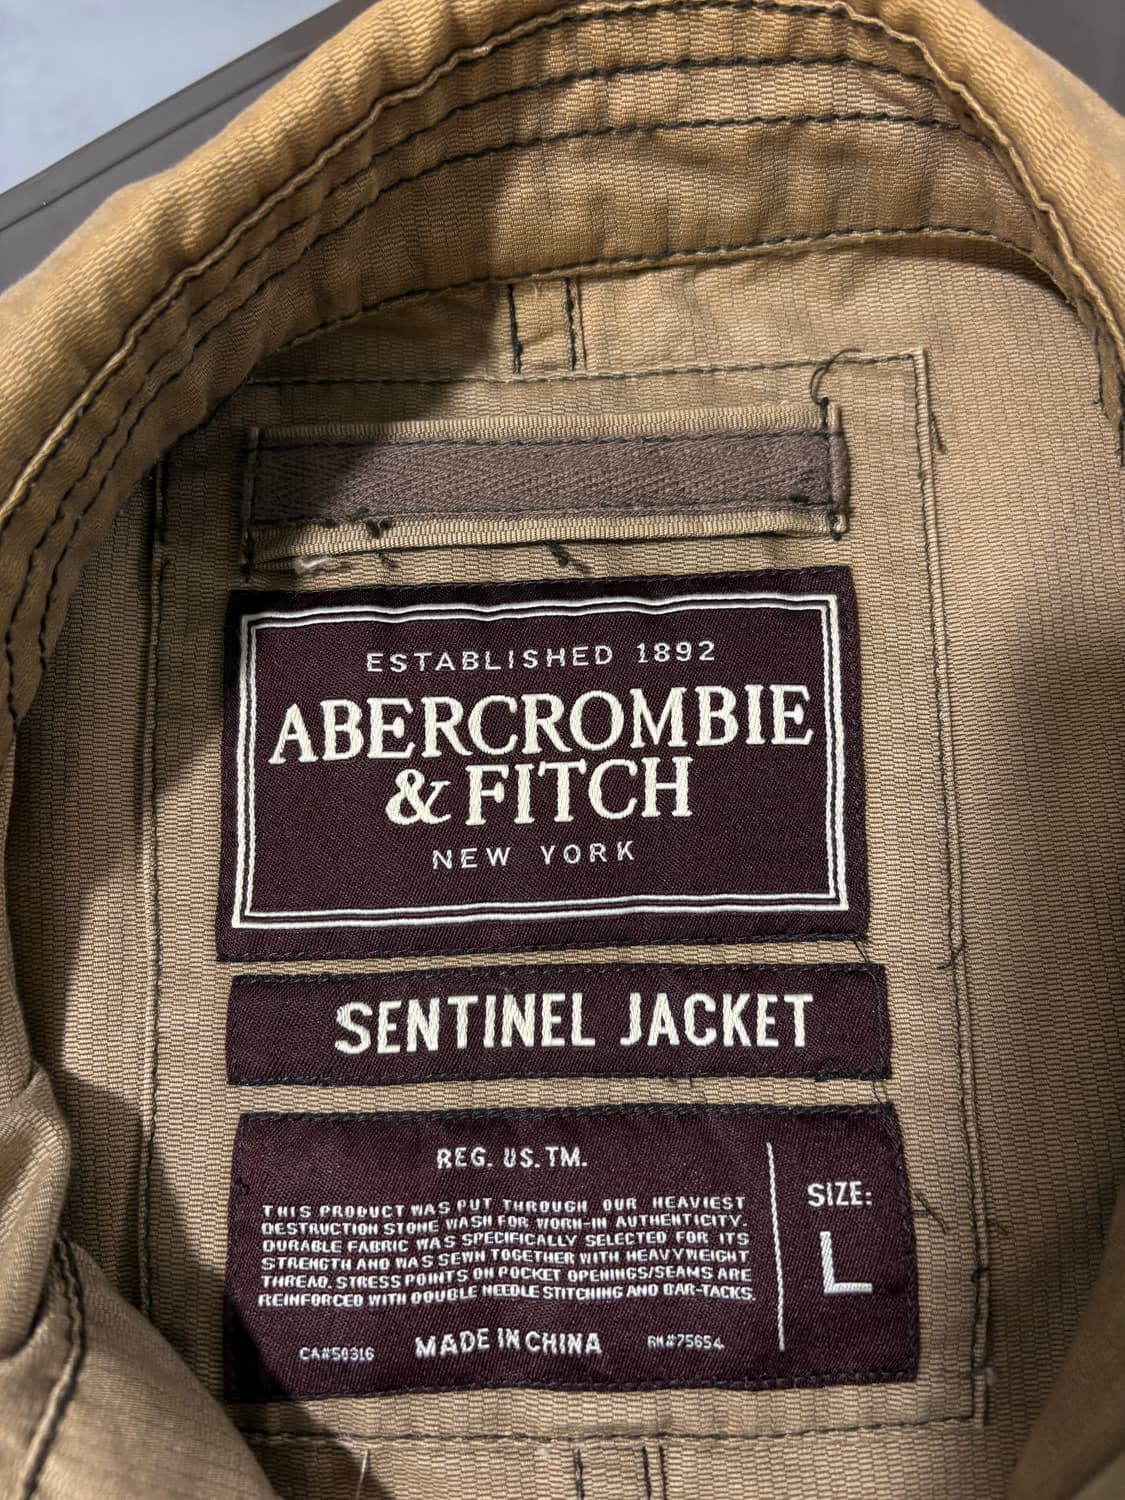 ESTABLISHED 1892
ABERCROMBIE
& FITCH
NEW YORK
SENTINEL JACKET
REG. US. TM.
THIS PRODUCT WAS PUT THROUGH OUR HEAVIEST
DESTRUCTION STONE WASH FOR WORN-IN AUTHENTICITY.
DURABLE FABRIC WAS SPECIFICALLY SELECTED FOR ITS
STRENGTH AND WAS SEWN TOGETHER WITH HEAVYWEIGHT
THREAD. STRESS POINTS ON POCKET OPENINGS/SEAMS ARE
REINFORCED WITH DOUBLE NEEDLE STITCHING AND BAR-TACKS.
CA#50316 MADE IN CHINA RN#75654
SIZE:
L